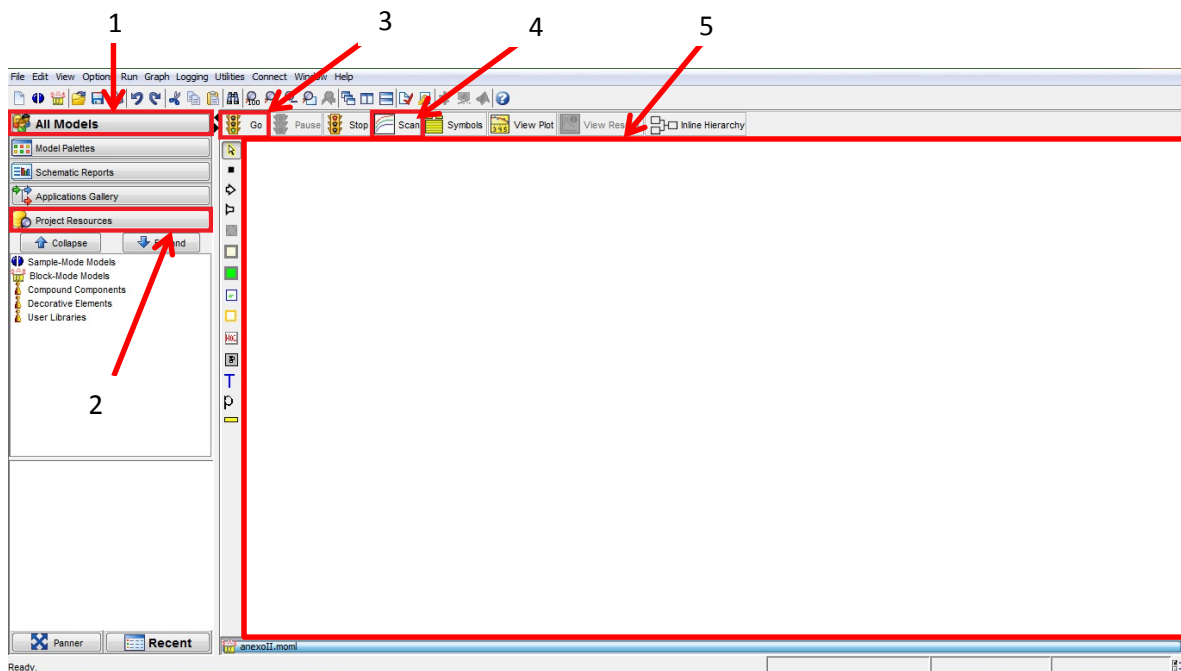 1 3 4 5
File Edit View Options Run Graph Logging Utilities Connect Window Help
All Models
Go Pause Stop Scan Symbols View Plot View Res Inline Hierarchy
Model Palettes
Schematic Reports
Applications Gallery
Project Resources
Collapse
Sample-Mode Models
Block-Mode Models
Compound Components
Decorative Elements
User Libraries
2
Panner Recent
anexoII.moml
Ready.